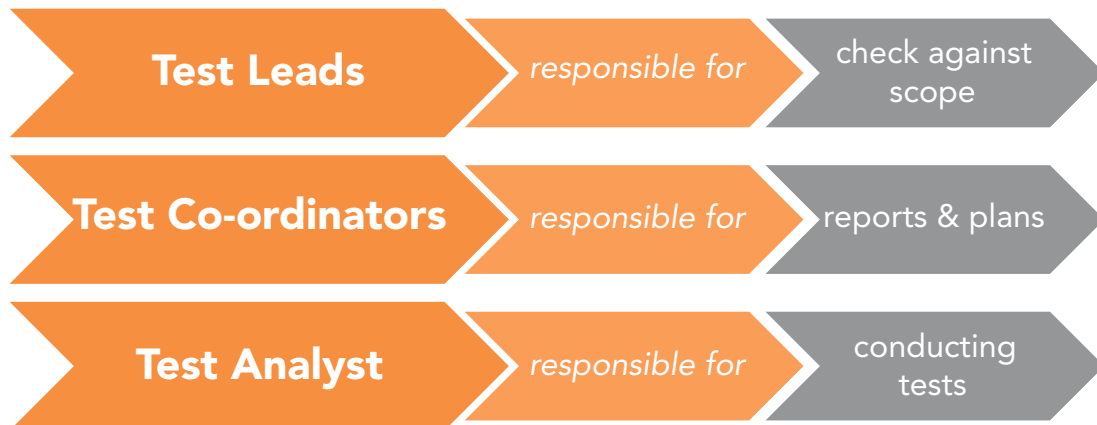 Test Leads
responsible for
check against
scope
Test Co-ordinators
responsible for
reports & plans
Test Analyst
responsible for
conducting
tests